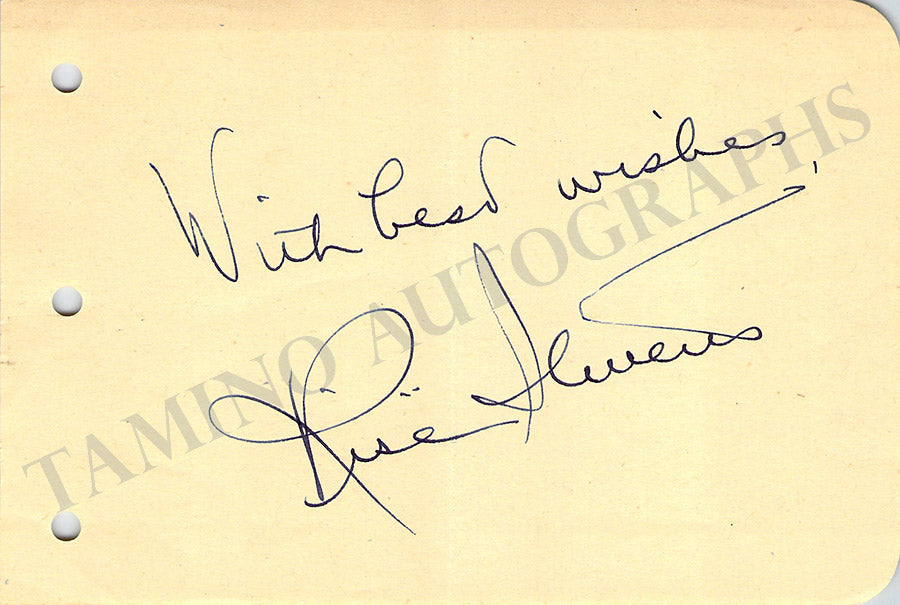 With best wishes,
Risë Stevens
TAMINO AUTOGRAPHS